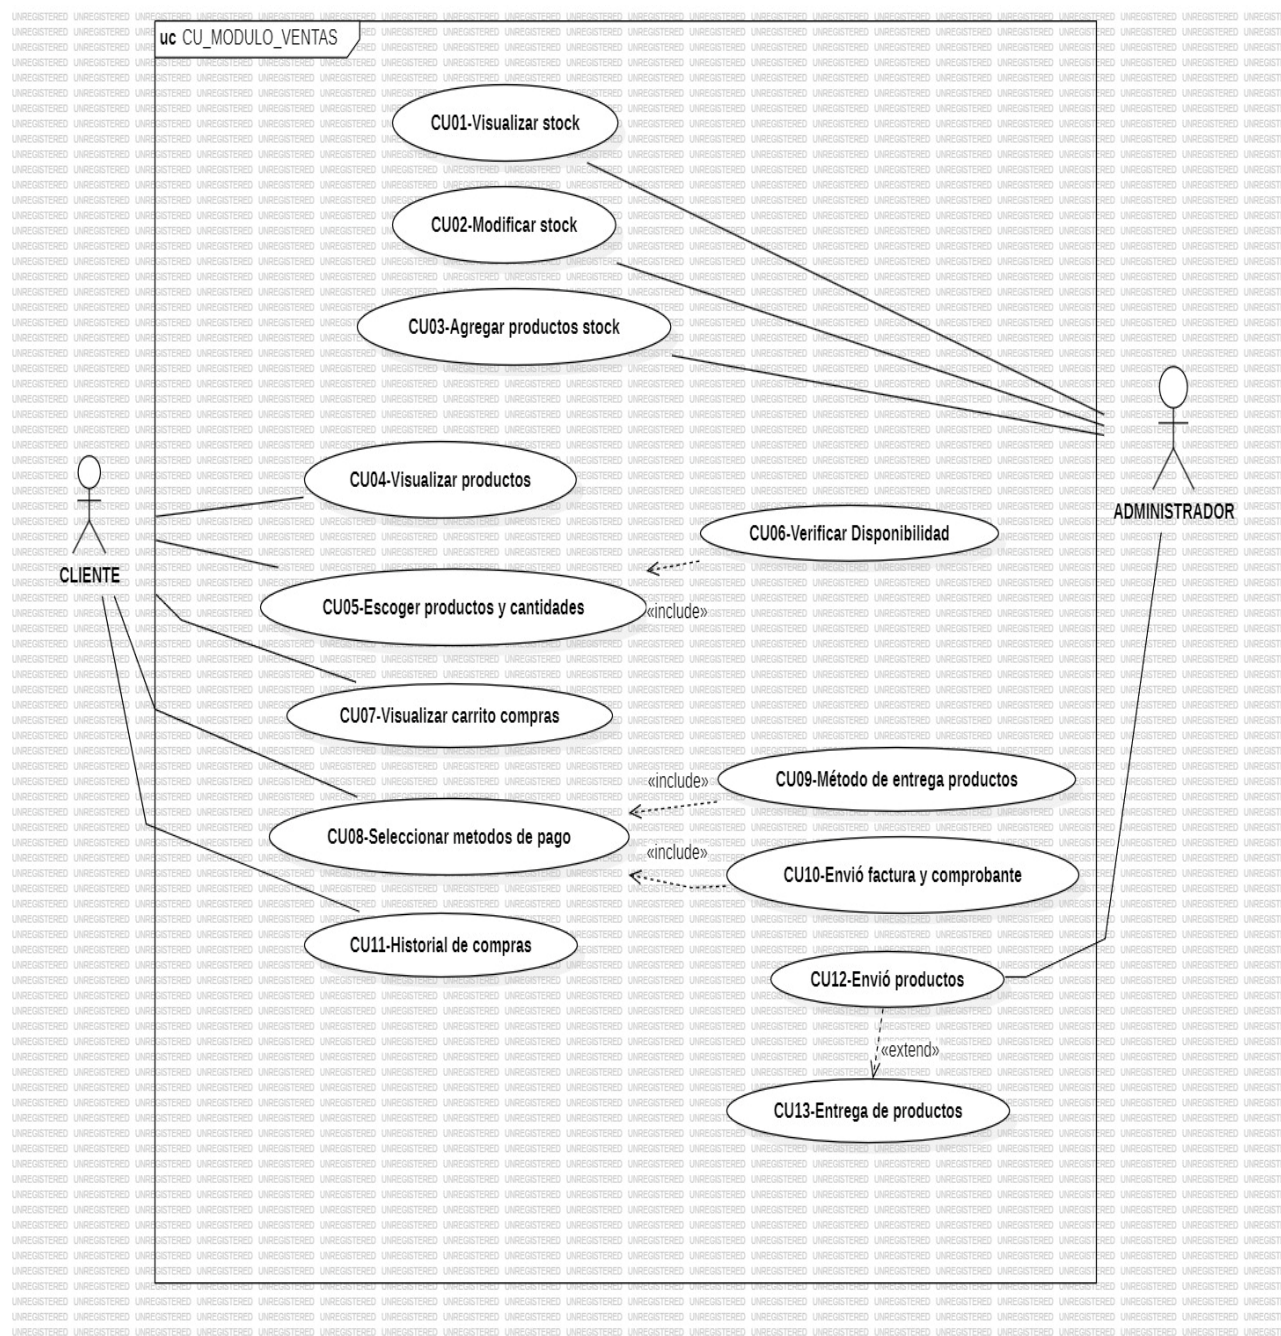 uc CU_MODULO_VENTAS
CU01-Visualizar stock
CU02-Modificar stock
CU03-Agregar productos stock
CU04-Visualizar productos
ADMINISTRADOR
CU06-Verificar Disponibilidad
CLIENTE
CU05-Escoger productos y cantidades
«include»
CU07-Visualizar carrito compras
«include»
CU09-Método de entrega productos
CU08-Seleccionar metodos de pago
«include»
CU10-Envió factura y comprobante
CU11-Historial de compras
CU12-Envió productos
«extend»
CU13-Entrega de productos
UNREGISTERED